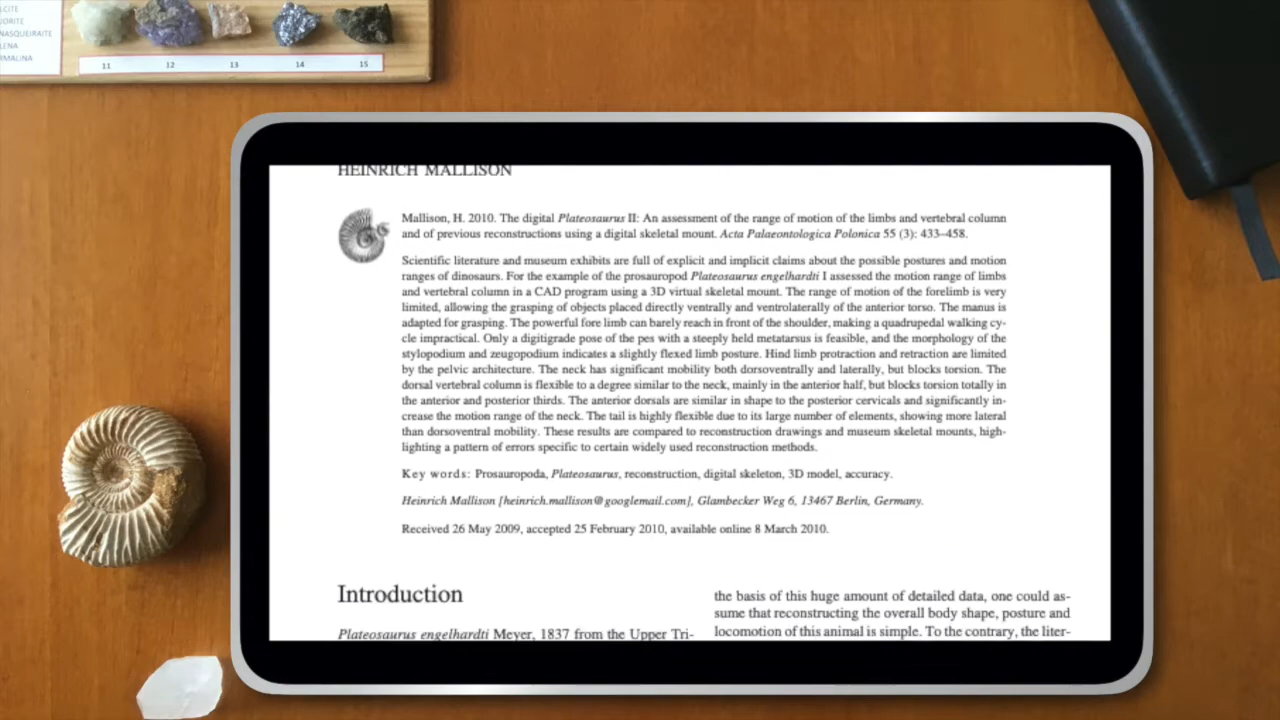 LCITE
ORITE
NASQUEIRAITE
LENA
RMALINA
11 12 13 14 15
HEINRICH MALLISON
Mallison, H. 2010. The digital Plateosaurus II: An assessment of the range of motion of the limbs and vertebral column
and of previous reconstructions using a digital skeletal mount. Acta Palaeontologica Polonica 55 (3): 433–458.
Scientific literature and museum exhibits are full of explicit and implicit claims about the possible postures and motion
ranges of dinosaurs. For the example of the prosauropod Plateosaurus engelhardti I assessed the motion range of limbs
and vertebral column in a CAD program using a 3D virtual skeletal mount. The range of motion of the forelimb is very
limited, allowing the grasping of objects placed directly ventrally and ventrolaterally of the anterior torso. The manus is
adapted for grasping. The powerful fore limb can barely reach in front of the shoulder, making a quadrupedal walking cy-
cle impractical. Only a digitigrade pose of the pes with a steeply held metatarsus is feasible, and the morphology of the
stylopodium and zeugopodium indicates a slightly flexed limb posture. Hind limb protraction and retraction are limited
by the pelvic architecture. The neck has significant mobility both dorsoventrally and laterally, but blocks torsion. The
dorsal vertebral column is flexible to a degree similar to the neck, mainly in the anterior half, but blocks torsion totally in
the anterior and posterior thirds. The anterior dorsals are similar in shape to the posterior cervicals and significantly in-
crease the motion range of the neck. The tail is highly flexible due to its large number of elements, showing more lateral
than dorsoventral mobility. These results are compared to reconstruction drawings and museum skeletal mounts, high-
lighting a pattern of errors specific to certain widely used reconstruction methods.
Key words: Prosauropoda, Plateosaurus, reconstruction, digital skeleton, 3D model, accuracy.
Heinrich Mallison [heinrich.mallison@googlemail.com], Glambecker Weg 6, 13467 Berlin, Germany.
Received 26 May 2009, accepted 25 February 2010, available online 8 March 2010.
Introduction
Plateosaurus engelhardti Meyer, 1837 from the Upper Tri-
the basis of this huge amount of detailed data, one could as-
sume that reconstructing the overall body shape, posture and
locomotion of this animal is simple. To the contrary, the liter-